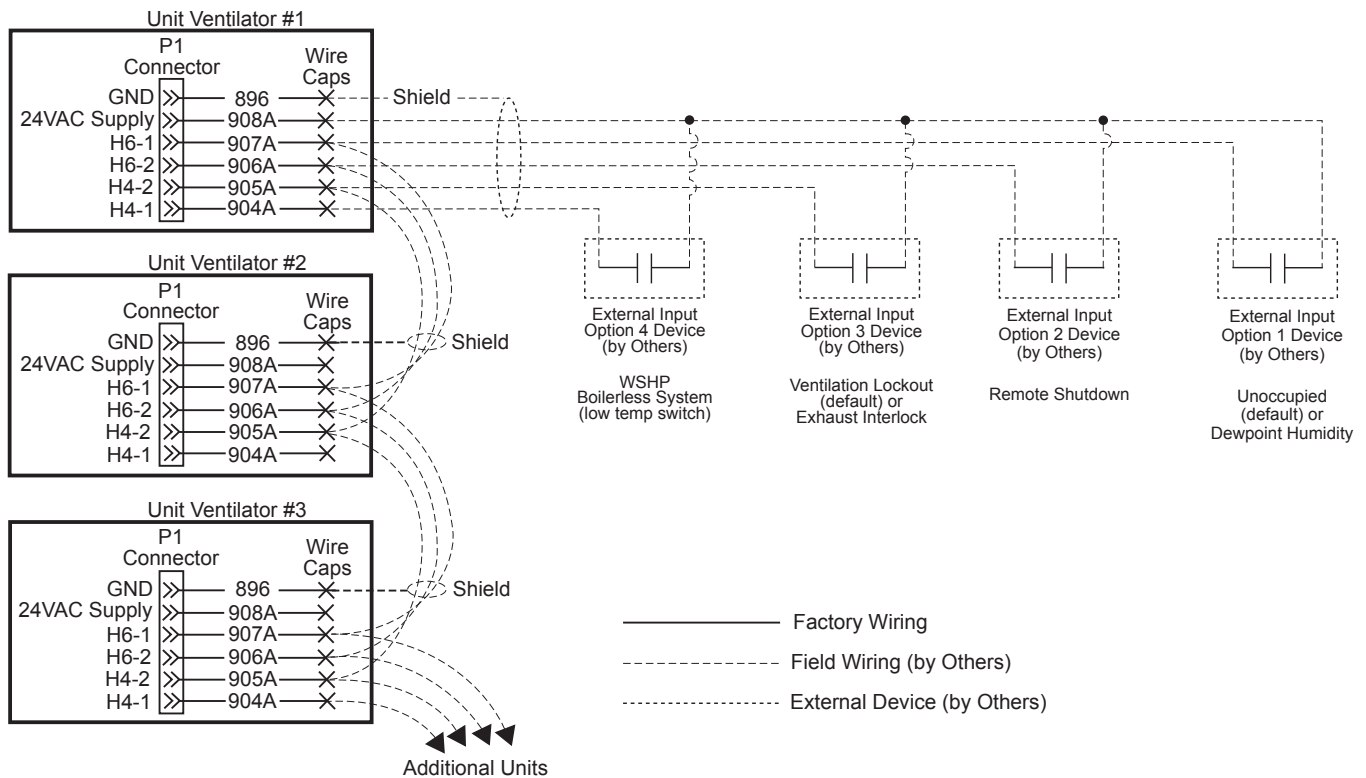 Unit Ventilator #1
P1
Connector
Wire
Caps
GND
896
Shield
24VAC Supply
908A
H6-1
907A
H6-2
906A
H4-2
905A
H4-1
904A
External Input
Option 4 Device
(by Others)
WSHP
Boilerless System
(low temp switch)
External Input
Option 3 Device
(by Others)
Ventilation Lockout
(default) or
Exhaust Interlock
External Input
Option 2 Device
(by Others)
Remote Shutdown
External Input
Option 1 Device
(by Others)
Unoccupied
(default) or
Dewpoint Humidity
Unit Ventilator #2
P1
Connector
Wire
Caps
GND
896
Shield
24VAC Supply
908A
H6-1
907A
H6-2
906A
H4-2
905A
H4-1
904A
Unit Ventilator #3
P1
Connector
Wire
Caps
GND
896
Shield
24VAC Supply
908A
H6-1
907A
H6-2
906A
H4-2
905A
H4-1
904A
Additional Units
Factory Wiring
Field Wiring (by Others)
External Device (by Others)